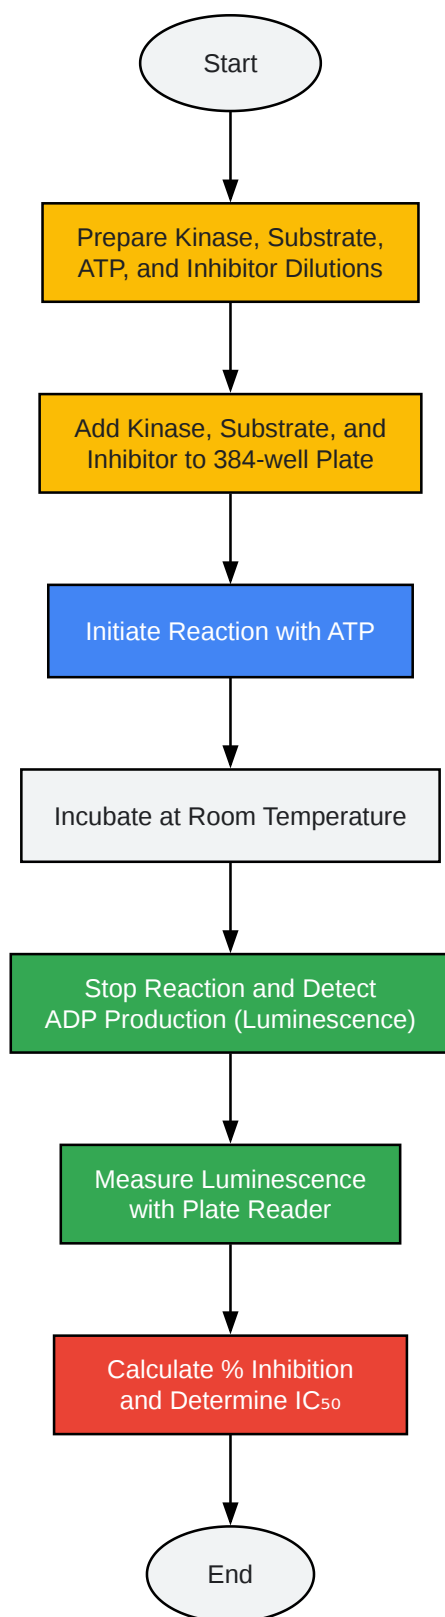 Start
Prepare Kinase, Substrate,
ATP, and Inhibitor Dilutions
Add Kinase, Substrate, and
Inhibitor to 384-well Plate
Initiate Reaction with ATP
Incubate at Room Temperature
Stop Reaction and Detect
ADP Production (Luminescence)
Measure Luminescence
with Plate Reader
Calculate % Inhibition
and Determine IC₅₀
End